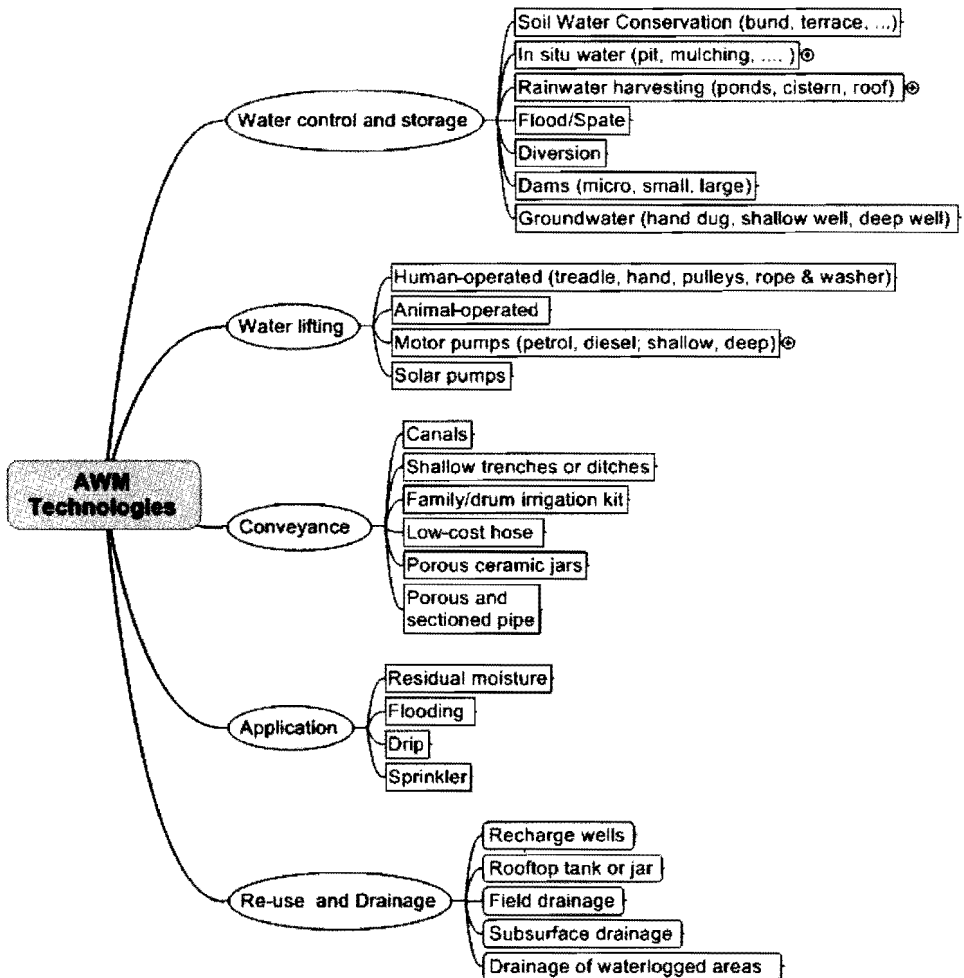 Soil Water Conservation (bund, terrace, ...)
In situ water (pit, mulching, .... )
Rainwater harvesting (ponds, cistern, roof)
Water control and storage
Flood/Spate
Diversion
Dams (micro, small, large)
Groundwater (hand dug, shallow well, deep well)
Human-operated (treadle, hand, pulleys, rope & washer)
Animal-operated
Water lifting
Motor pumps (petrol, diesel; shallow, deep)
Solar pumps
Canals
Shallow trenches or ditches
AWM
Technologies
Family/drum irrigation kit
Conveyance
Low-cost hose
Porous ceramic jars
Porous and
sectioned pipe
Residual moisture
Flooding
Application
Drip
Sprinkler
Recharge wells
Rooftop tank or jar
Re-use and Drainage
Field drainage
Subsurface drainage
Drainage of waterlogged areas